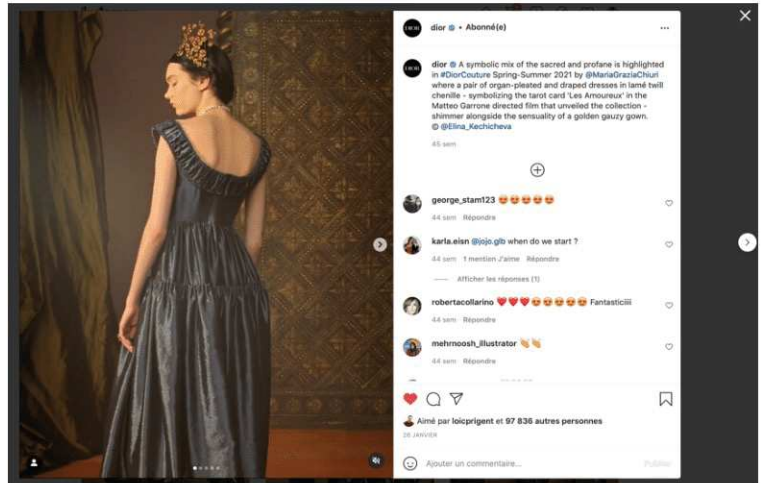 dior • Abonné(e)
dior A symbolic mix of the sacred and profane is highlighted
in #DiorCouture Spring-Summer 2021 by @MariaGraziaChiuri
where a pair of organ-pleated and draped dresses in lamé twill
chenille - symbolizing the tarot card 'Les Amoureux' in the
Matteo Garrone directed film that unveiled the collection -
shimmer alongside the sensuality of a golden gauzy gown.
© @Elina_Kechicheva
45 sem
george_stam123 😍😍😍😍😍
44 sem Répondre
karla.eisn @jojo.glb when do we start ?
44 sem 1 mention J'aime Répondre
Afficher les réponses (1)
robertacollarino ❤️❤️❤️😍😍😍😍😍 Fantasticiiii
44 sem Répondre
mehrnoosh_illustrator 👏👏
44 sem Répondre
Aimé par loicprigent et 97 836 autres personnes
28 JANVIER
Ajouter un commentaire...
Publier